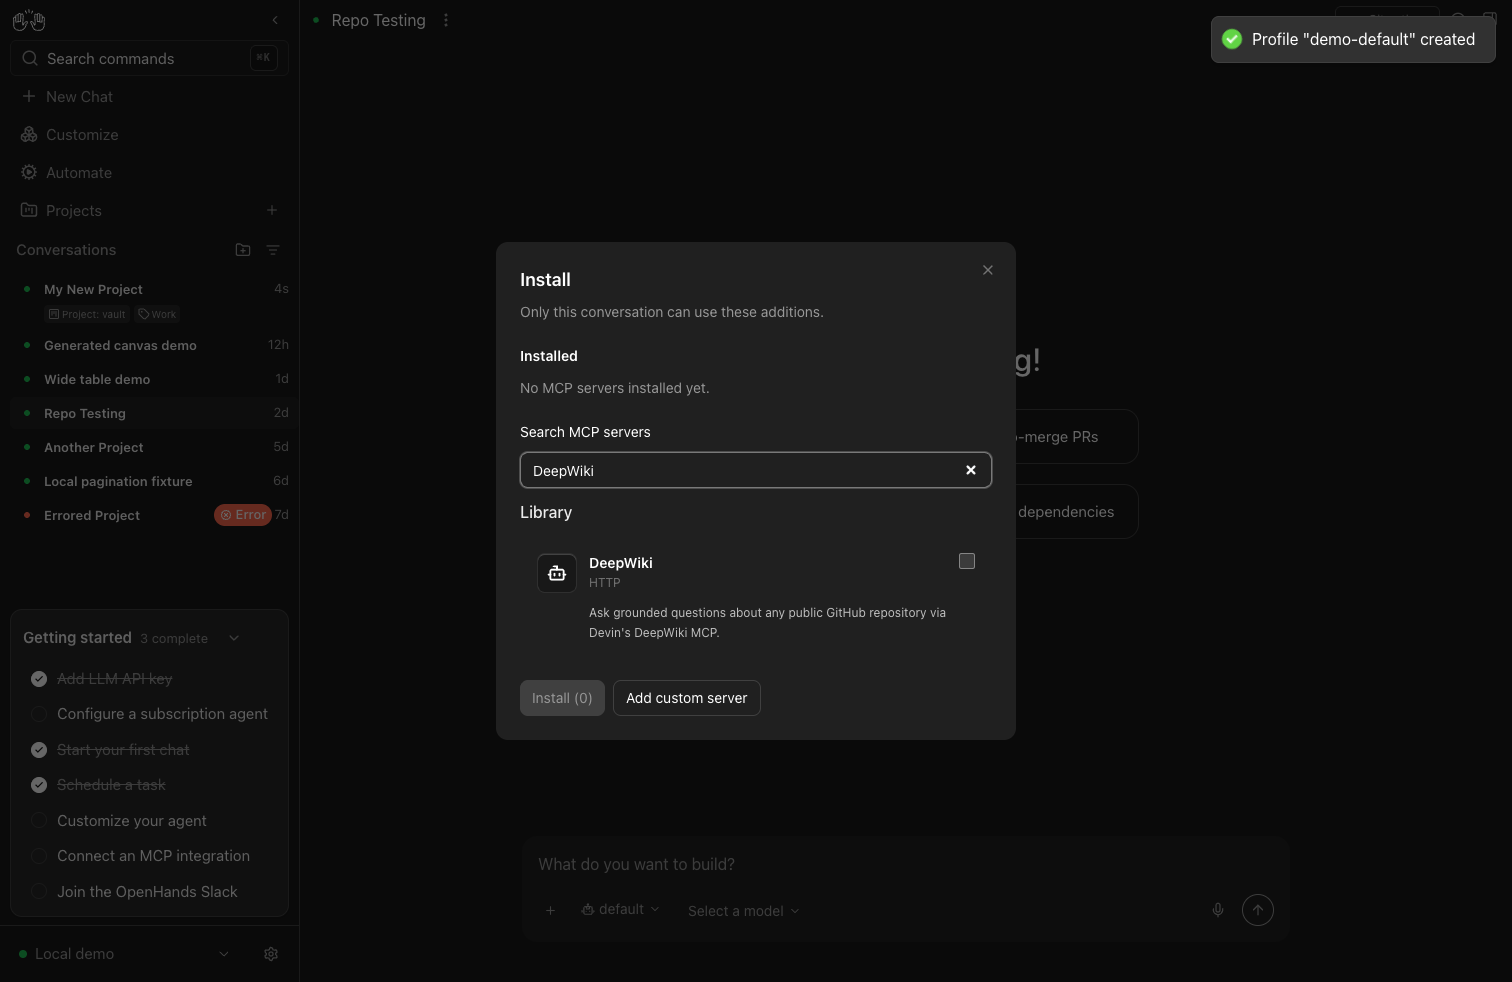 Search commands
⌘K
New Chat
Customize
Automate
Projects
Conversations
My New Project 4s
Project: vault Work
Generated canvas demo 12h
Wide table demo 1d
Repo Testing 2d
Another Project 5d
Local pagination fixture 6d
Errored Project Error 7d
Getting started 3 complete
Add LLM API key
Configure a subscription agent
Start your first chat
Schedule a task
Customize your agent
Connect an MCP integration
Join the OpenHands Slack
Local demo
Repo Testing
Profile "demo-default" created
Install
Only this conversation can use these additions.
Installed
No MCP servers installed yet.
Search MCP servers
DeepWiki
Library
DeepWiki
HTTP
Ask grounded questions about any public GitHub repository via
Devin's DeepWiki MCP.
Install (0)
Add custom server
g!
-merge PRs
dependencies
What do you want to build?
default
Select a model